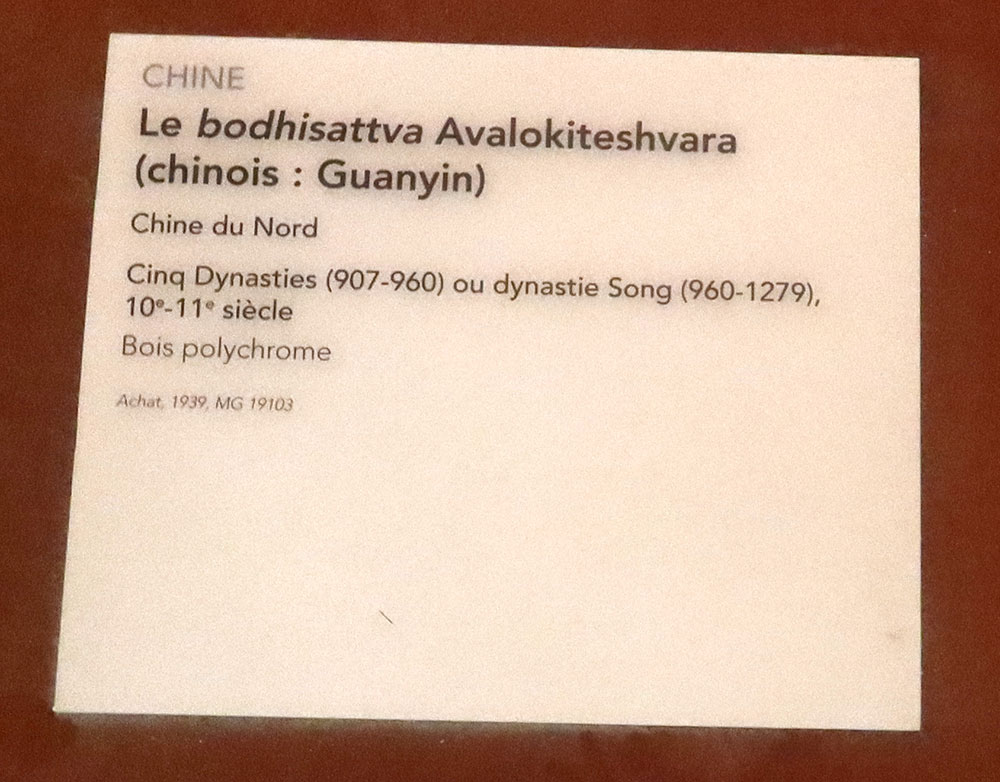 CHINE
Le bodhisattva Avalokiteshvara
(chinois : Guanyin)
Chine du Nord
Cinq Dynasties (907-960) ou dynastie Song (960-1279),
10e-11e siècle
Bois polychrome
Achat, 1939, MG 19103